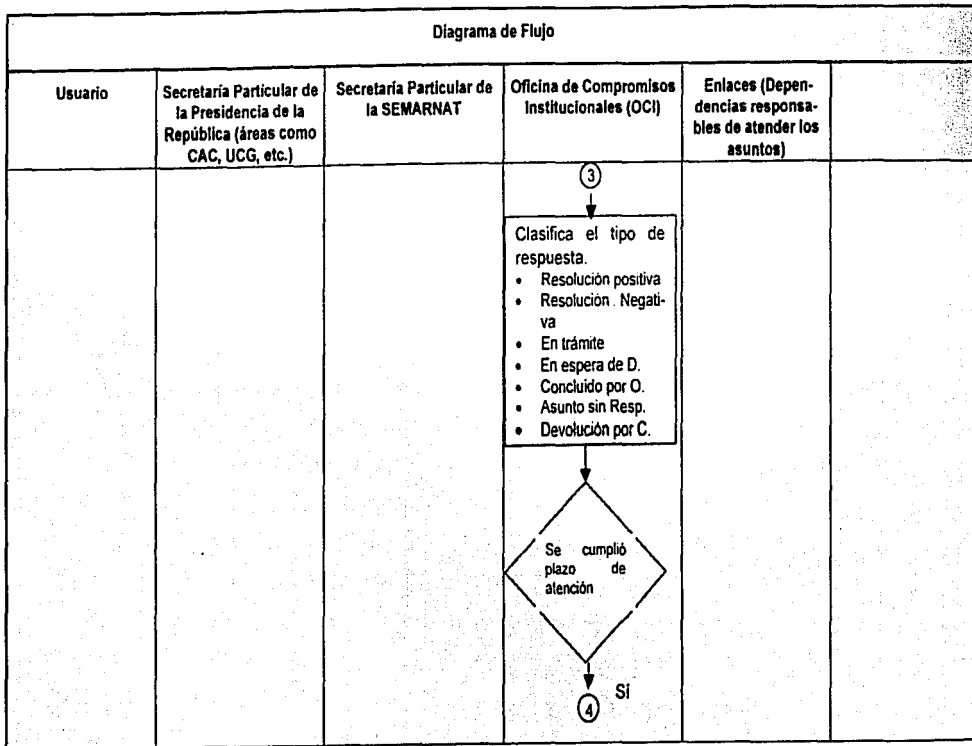 Diagrama de Flujo
Usuario
Secretaría Particular de
la Presidencia de la
República (áreas como
CAC, UCG, etc.)
Secretaría Particular de
la SEMARNAT
Oficina de Compromisos
Institucionales (OCI)
Enlaces (Depen-
dencias responsa-
bles de atender los
asuntos)
3
Clasifica el tipo de
respuesta.
• Resolución positiva
• Resolución . Negati-
va
• En trámite
• En espera de D.
• Concluido por O.
• Asunto sin Resp.
• Devolución por C.
Se cumplió
plazo de
atención
Sí
4